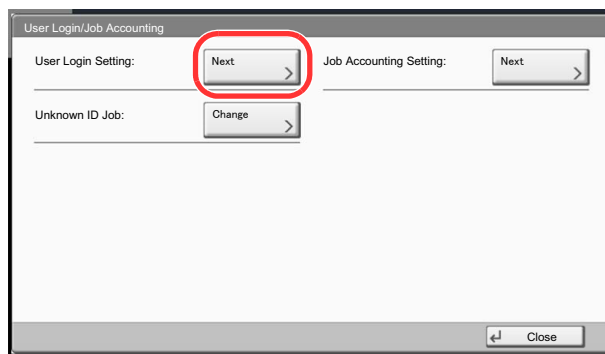 User Login/Job Accounting
User Login Setting: Next Job Accounting Setting: Next
Unknown ID Job: Change
Close